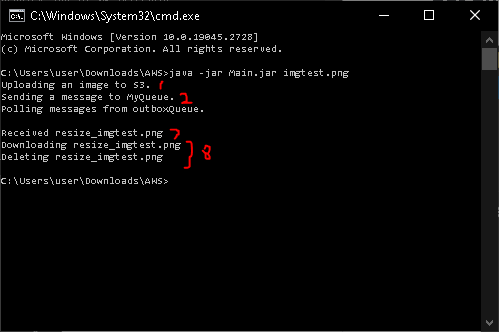 C:\Windows\System32\cmd.exe
Microsoft Windows [Version 10.0.19045.2728]
(c) Microsoft Corporation. All rights reserved.
C:\Users\user\Downloads\AWS>java -jar Main.jar imgtest.png
Uploading an image to S3. 1
Sending a message to MyQueue. 2
Polling messages from outboxQueue.
Received resize_imgtest.png 7
Downloading resize_imgtest.png
Deleting resize_imgtest.png } 8
C:\Users\user\Downloads\AWS>